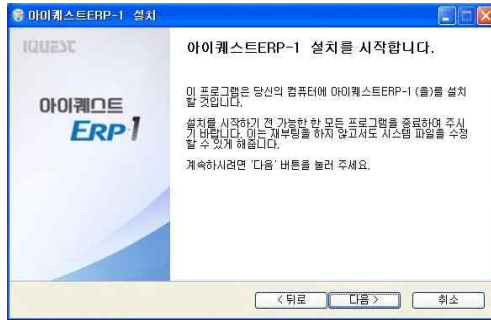 아이퀘스트ERP-1 설치
IQUEST
아이퀘스트
ERP 1
아이퀘스트ERP-1 설치를 시작합니다.
이 프로그램은 당신의 컴퓨터에 아이퀘스트ERP-1 (을)를 설치
할 것입니다.
설치를 시작하기 전 가능한 한 모든 프로그램을 종료하여 주시
기 바랍니다. 이는 재부팅을 하지 않고서도 시스템 파일을 수정
할 수 있게 해줍니다.
계속하시려면 '다음' 버튼을 눌러 주세요.
< 뒤로
다음 >
취소